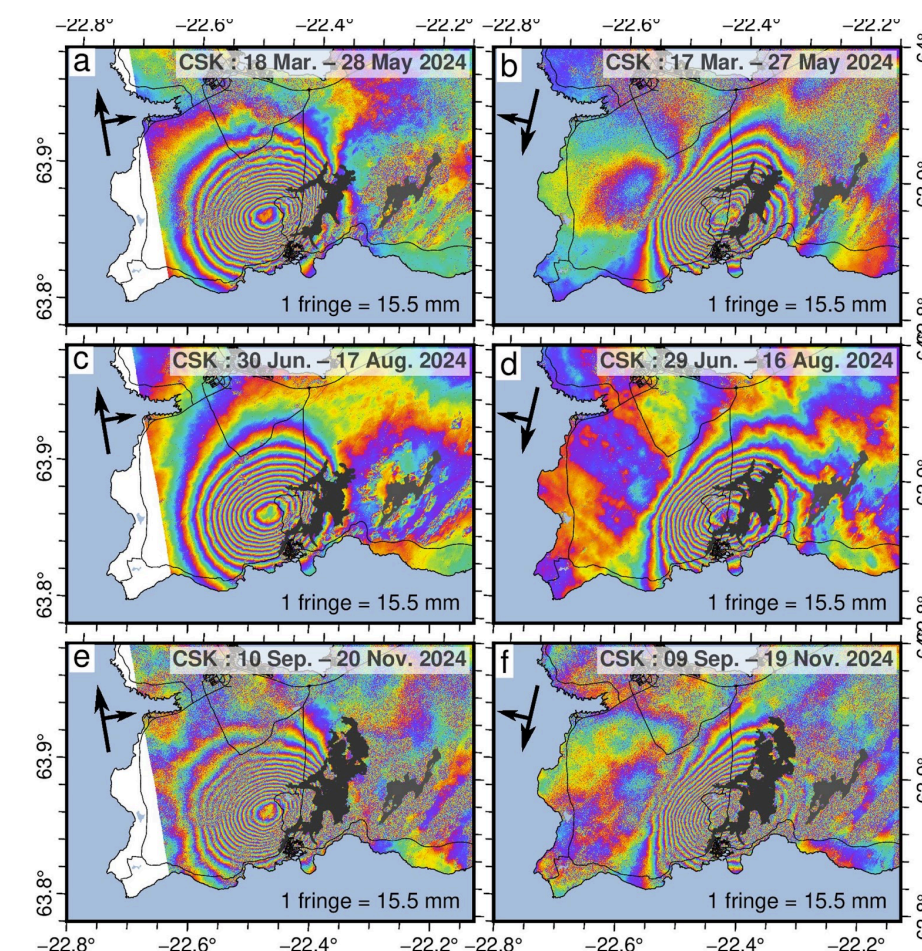 −22.8° −22.6° −22.4° −22.2° −22.8° −22.6° −22.4° −22.2°
a CSK : 18 Mar. – 28 May 2024
b CSK : 17 Mar. – 27 May 2024
63.9°
63.8°
1 fringe = 15.5 mm
1 fringe = 15.5 mm
c CSK : 30 Jun. – 17 Aug. 2024
d CSK : 29 Jun. – 16 Aug. 2024
63.9°
63.8°
1 fringe = 15.5 mm
1 fringe = 15.5 mm
e CSK : 10 Sep. – 20 Nov. 2024
f CSK : 09 Sep. – 19 Nov. 2024
63.9°
63.8°
1 fringe = 15.5 mm
1 fringe = 15.5 mm
−22.8° −22.6° −22.4° −22.8° −22.6° −22.4° −22.2°